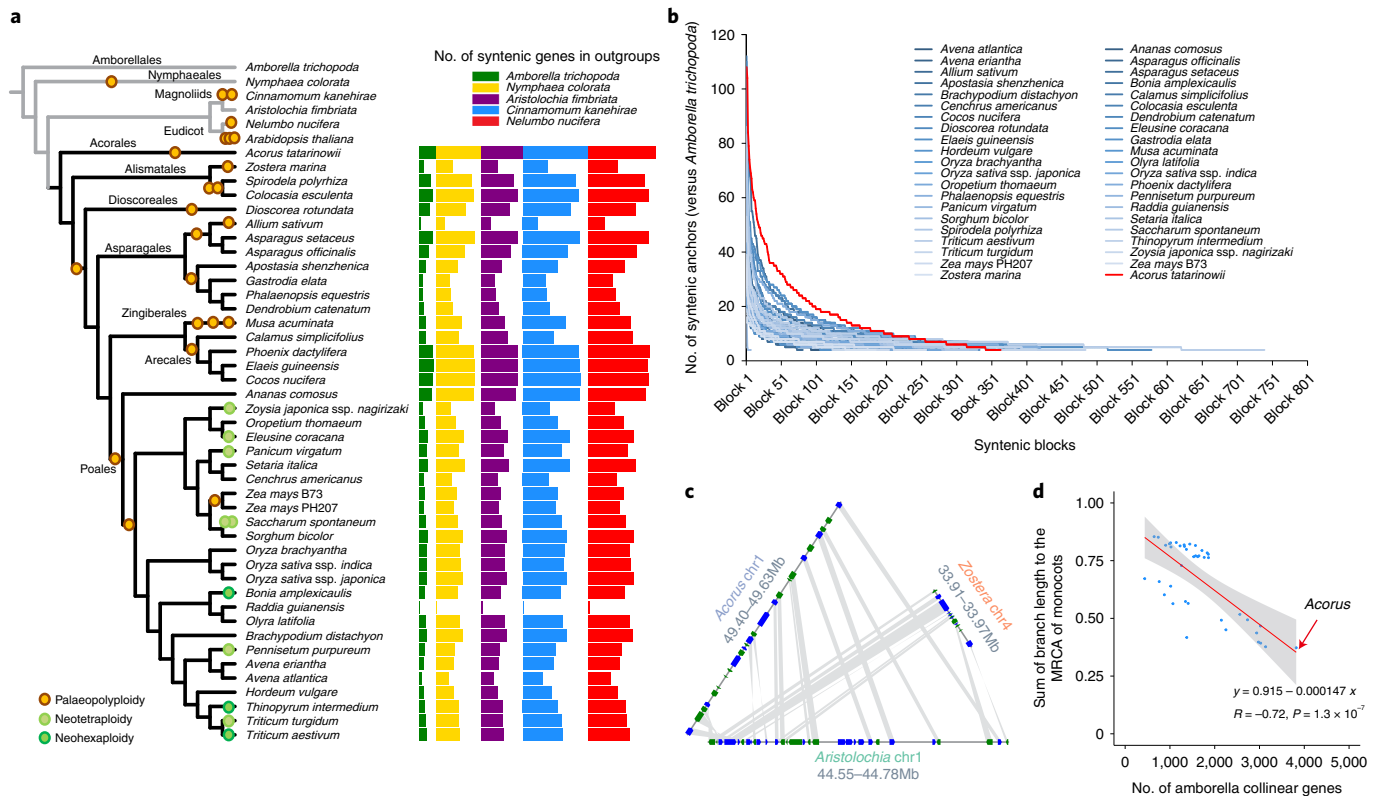 a
Amborellales
Nymphaeales
Magnoliids
Eudicot
Acorales
Alismatales
Dioscoreales
Asparagales
Zingiberales
Arecales
Poales
Amborella trichopoda
Nymphaea colorata
Cinnamomum kanehirae
Aristolochia fimbriata
Nelumbo nucifera
Arabidopsis thaliana
Acorus tatarinowii
Zostera marina
Spirodela polyrhiza
Colocasia esculenta
Dioscorea rotundata
Allium sativum
Asparagus setaceus
Asparagus officinalis
Apostasia shenzhenica
Gastrodia elata
Phalaenopsis equestris
Dendrobium catenatum
Musa acuminata
Calamus simplicifolius
Phoenix dactylifera
Elaeis guineensis
Cocos nucifera
Ananas comosus
Zoysia japonica ssp. nagirizaki
Oropetium thomaeum
Eleusine coracana
Panicum virgatum
Setaria italica
Cenchrus americanus
Zea mays B73
Zea mays PH207
Saccharum spontaneum
Sorghum bicolor
Oryza brachyantha
Oryza sativa ssp. indica
Oryza sativa ssp. japonica
Bonia amplexicaulis
Raddia guianensis
Olyra latifolia
Brachypodium distachyon
Pennisetum purpureum
Avena eriantha
Avena atlantica
Hordeum vulgare
Thinopyrum intermedium
Triticum turgidum
Triticum aestivum
Palaeopolyploidy
Neotetraploidy
Neohexaploidy
No. of syntenic genes in outgroups
Amborella trichopoda
Nymphaea colorata
Aristolochia fimbriata
Cinnamomum kanehirae
Nelumbo nucifera
b
No. of syntenic anchors (versus Amborella trichopoda)
120
100
80
60
40
20
0
Avena atlantica
Avena eriantha
Allium sativum
Apostasia shenzhenica
Brachypodium distachyon
Cenchrus americanus
Cocos nucifera
Dioscorea rotundata
Elaeis guineensis
Hordeum vulgare
Oryza brachyantha
Oryza sativa ssp. japonica
Oropetium thomaeum
Phalaenopsis equestris
Panicum virgatum
Sorghum bicolor
Spirodela polyrhiza
Triticum aestivum
Triticum turgidum
Zea mays PH207
Zostera marina
Ananas comosus
Asparagus officinalis
Asparagus setaceus
Bonia amplexicaulis
Calamus simplicifolius
Colocasia esculenta
Dendrobium catenatum
Eleusine coracana
Gastrodia elata
Musa acuminata
Olyra latifolia
Oryza sativa ssp. indica
Phoenix dactylifera
Pennisetum purpureum
Raddia guianensis
Setaria italica
Saccharum spontaneum
Thinopyrum intermedium
Zoysia japonica ssp. nagirizaki
Zea mays B73
Acorus tatarinowii
Block 1
Block 51
Block 101
Block 151
Block 201
Block 251
Block 301
Bock 351
Block 401
Block 451
Block 501
Block 551
Block 601
Block 651
Block 701
Block 751
Block 801
Syntenic blocks
c
Acorus chr1
49.40–49.63Mb
Zostera chr4
33.91–33.97Mb
Aristolochia chr1
44.55–44.78Mb
d
Sum of branch length to the
MRCA of monocots
1.00
0.75
0.50
0.25
0
Acorus
y = 0.915 – 0.000147 x
R = –0.72, P = 1.3 × 10⁻⁷
0
1,000
2,000
3,000
4,000
5,000
No. of amborella collinear genes